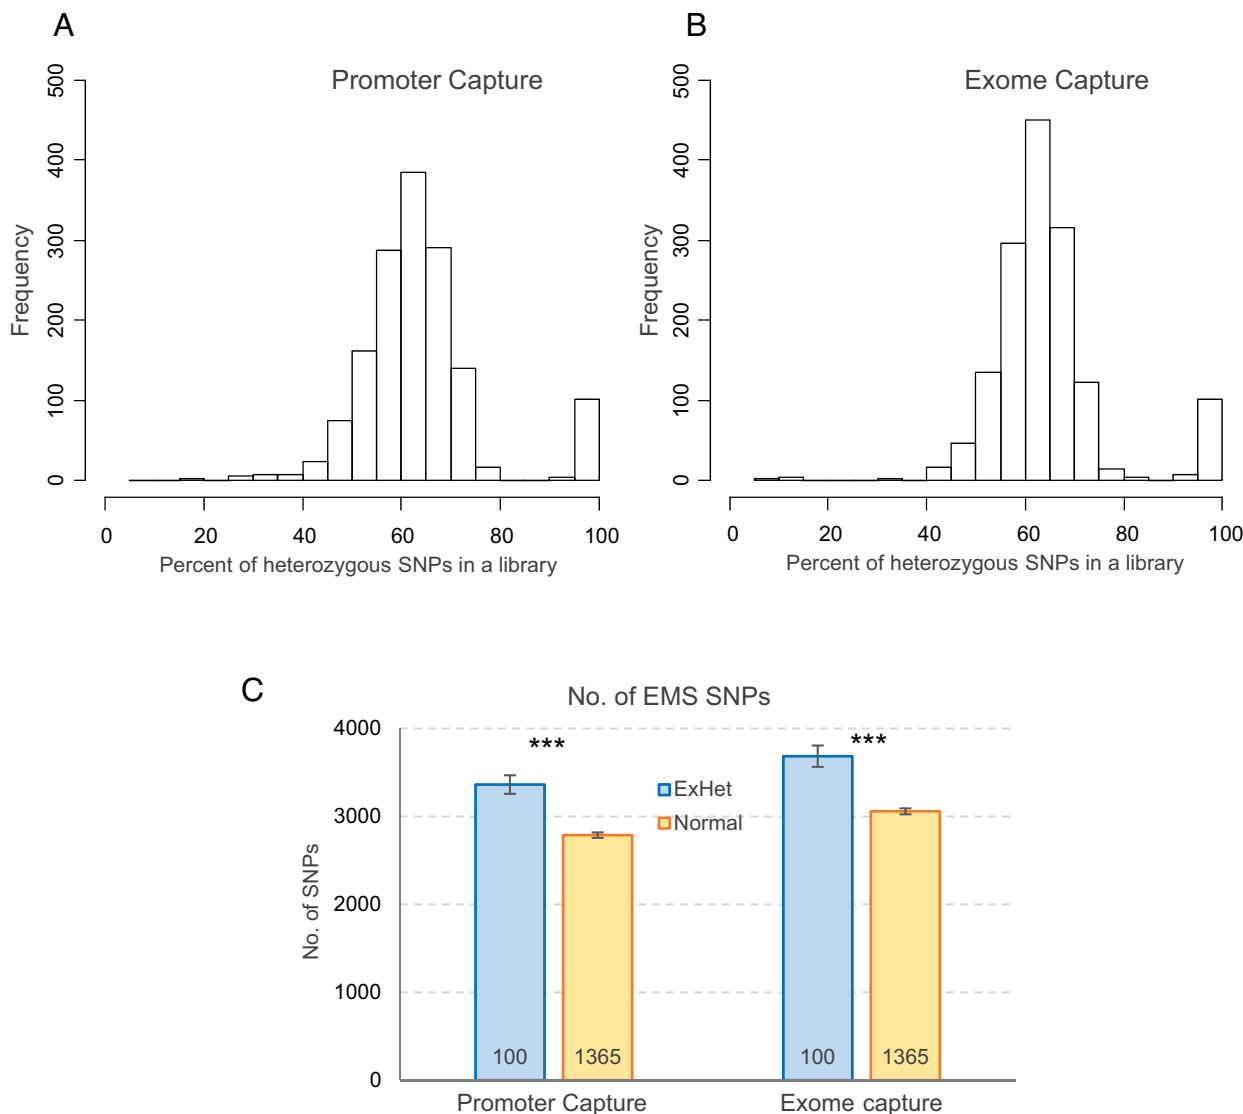 A
Promoter Capture
500
400
300
200
100
0
Frequency
0 20 40 60 80 100
Percent of heterozygous SNPs in a library
B
Exome Capture
500
400
300
200
100
0
Frequency
0 20 40 60 80 100
Percent of heterozygous SNPs in a library
C
No. of EMS SNPs
4000
3000
2000
1000
0
No. of SNPs
*** ***
ExHet
Normal
100 1365 100 1365
Promoter Capture Exome capture